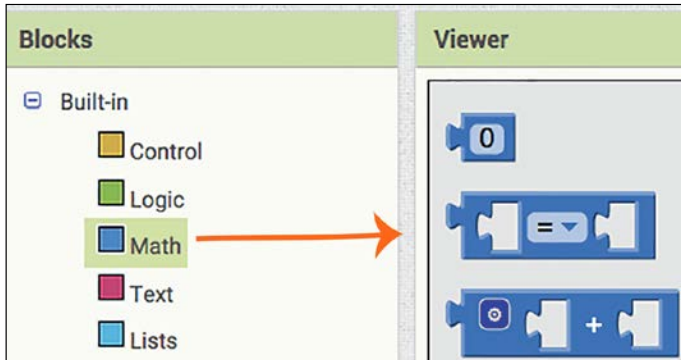 Blocks
Viewer
Built-in
Control
Logic
Math
Text
Lists
0
=
+